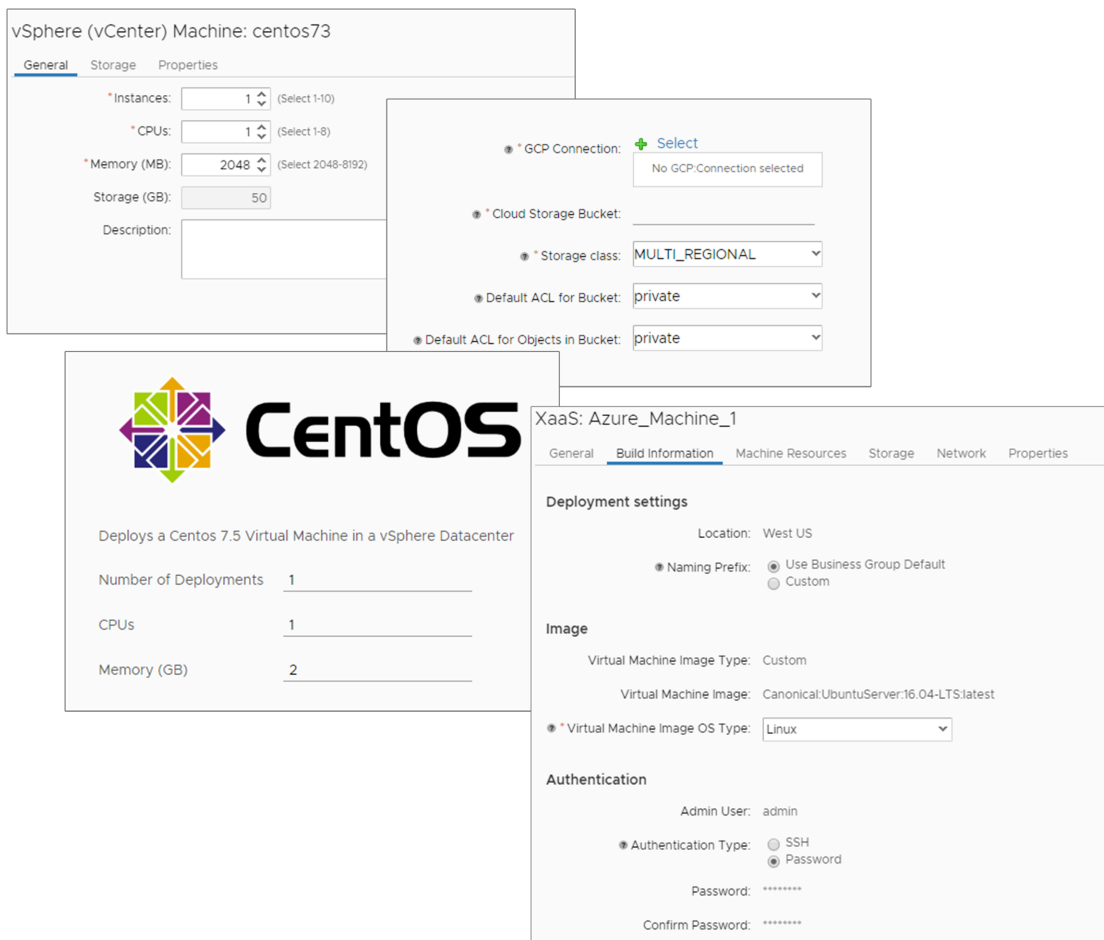 vSphere (vCenter) Machine: centos73
General Storage Properties
*Instances: 1 (Select 1-10)
*CPUs: 1 (Select 1-8)
*Memory (MB): 2048 (Select 2048-8192)
Storage (GB): 50
Description:
* GCP Connection: Select
No GCP:Connection selected
* Cloud Storage Bucket:
* Storage class: MULTI_REGIONAL
Default ACL for Bucket: private
Default ACL for Objects in Bucket: private
CentOS
Deploys a Centos 7.5 Virtual Machine in a vSphere Datacenter
Number of Deployments 1
CPUs 1
Memory (GB) 2
XaaS: Azure_Machine_1
General Build Information Machine Resources Storage Network Properties
Deployment settings
Location: West US
Naming Prefix: Use Business Group Default
Custom
Image
Virtual Machine Image Type: Custom
Virtual Machine Image: Canonical:UbuntuServer:16.04-LTS:latest
* Virtual Machine Image OS Type: Linux
Authentication
Admin User: admin
Authentication Type: SSH
Password
Password: ********
Confirm Password: ********